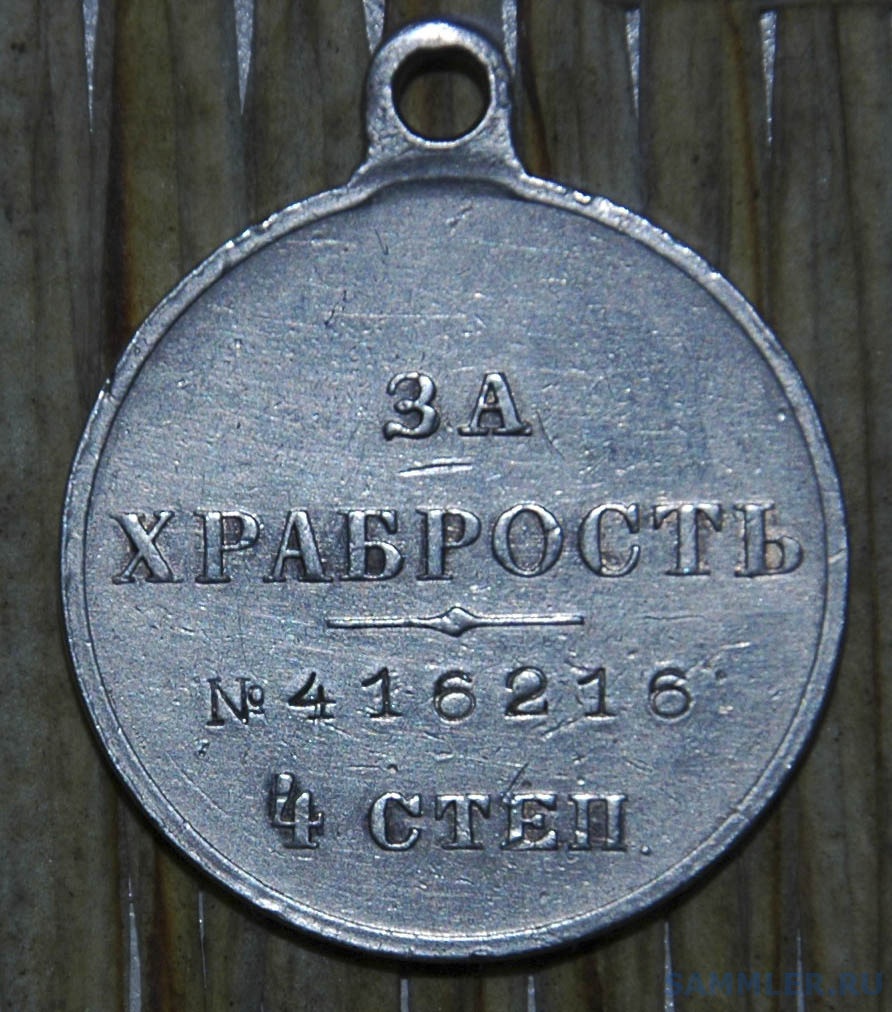 ЗА
ХРАБРОСТЬ
№ 416216
4 СТЕП.
SAMMLER.RU